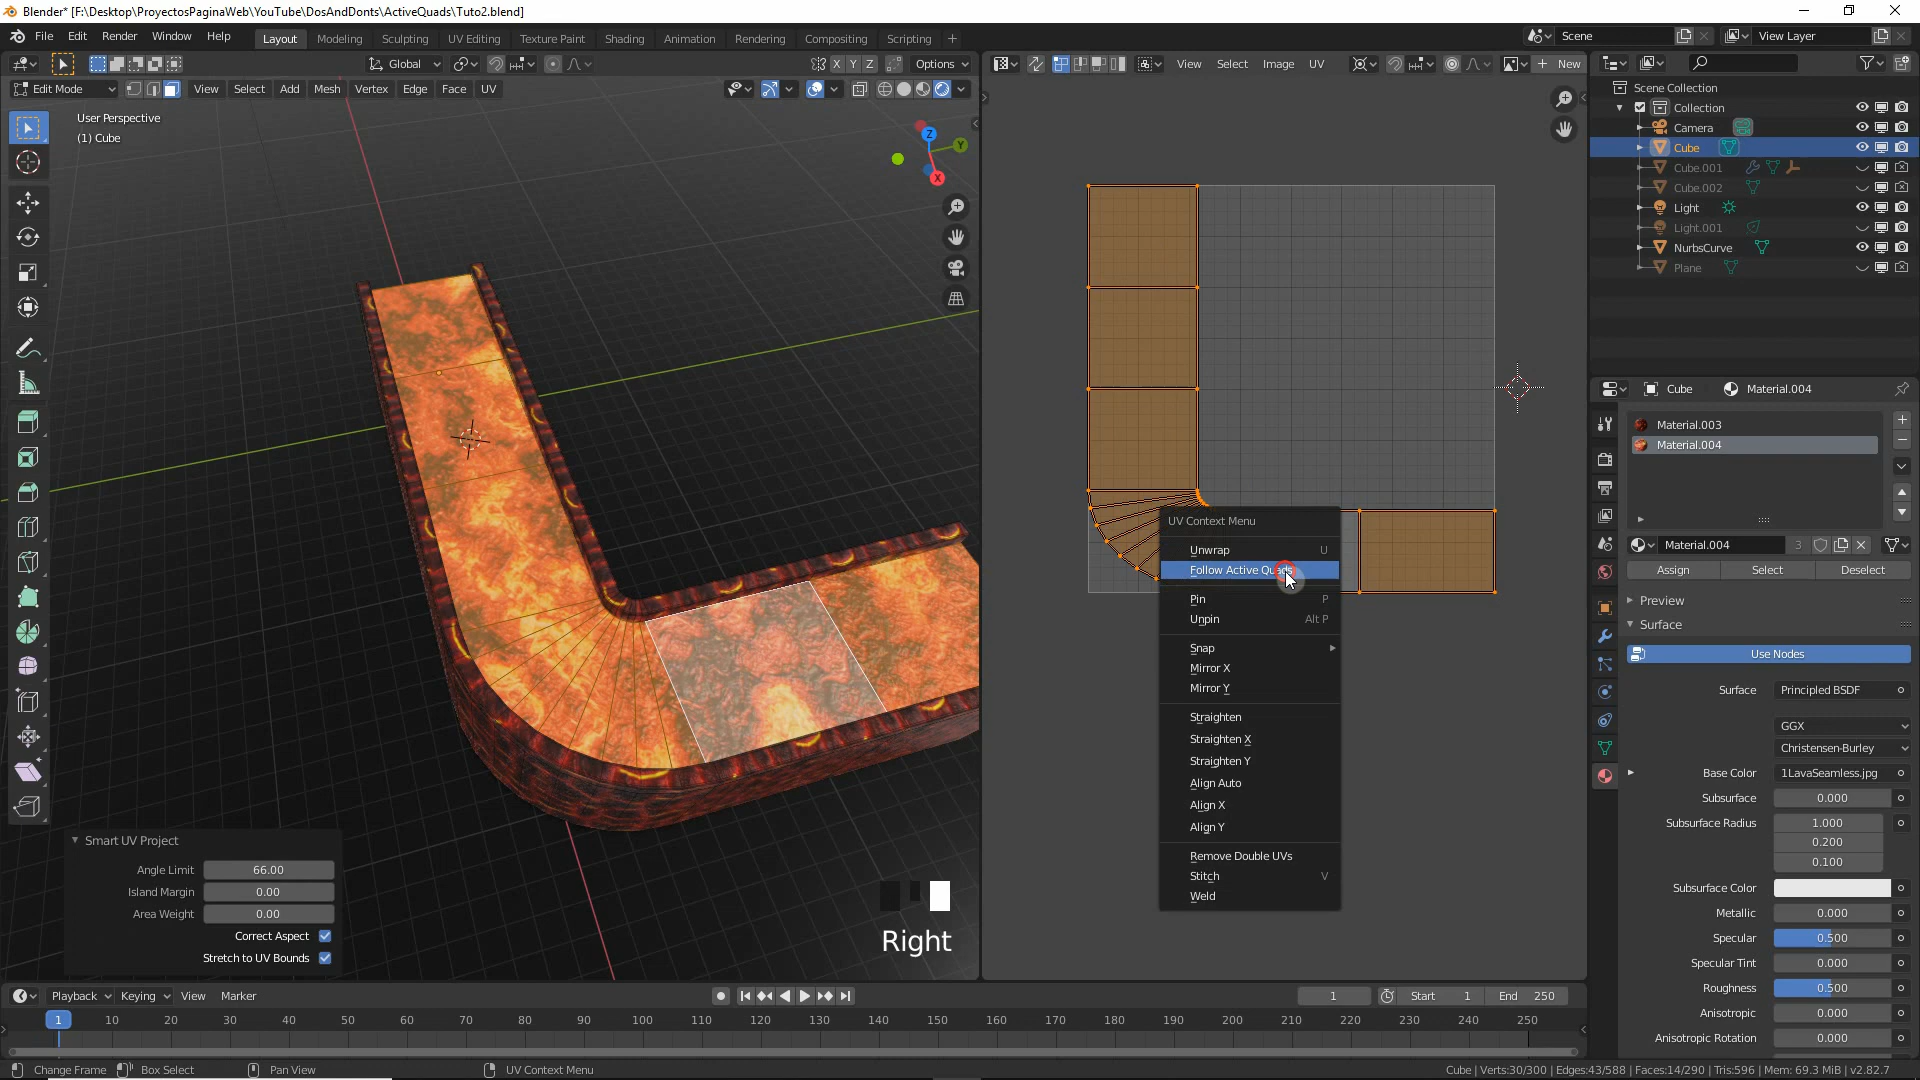 Blender* [F:\Desktop\ProyectosPaginaWeb\YouTube\DosAndDonts\ActiveQuads\Tuto2.blend]
File Edit Render Window Help Layout Modeling Sculpting UV Editing Texture Paint Shading Animation Rendering Compositing Scripting + Scene View Layer
Global X Y Z Options View Select Image UV New
Edit Mode View Select Add Mesh Vertex Edge Face UV
User Perspective
(1) Cube
Z
Y
X
Scene Collection
Collection
Camera
Cube
Cube.001
Cube.002
Light
Light.001
NurbsCurve
Plane
Cube Material.004
Material.003
Material.004
Material.004 3
Assign Select Deselect
Preview
Surface
Use Nodes
Surface Principled BSDF
GGX
Christensen-Burley
Base Color 1LavaSeamless.jpg
Subsurface 0.000
Subsurface Radius 1.000
0.200
0.100
Subsurface Color
Metallic 0.000
Specular 0.500
Specular Tint 0.000
Roughness 0.500
Anisotropic 0.000
Anisotropic Rotation 0.000
UV Context Menu
Unwrap U
Follow Active Quads
Pin P
Unpin Alt P
Snap
Mirror X
Mirror Y
Straighten
Straighten X
Straighten Y
Align Auto
Align X
Align Y
Remove Double UVs
Stitch V
Weld
Smart UV Project
Angle Limit 66.00
Island Margin 0.00
Area Weight 0.00
Correct Aspect
Stretch to UV Bounds
Right
Playback Keying View Marker 1 Start 1 End 250
1 10 20 30 40 50 60 70 80 90 100 110 120 130 140 150 160 170 180 190 200 210 220 230 240 250
Change Frame Box Select Pan View UV Context Menu Cube | Verts:30/300 | Edges:43/588 | Faces:14/290 | Tris:596 | Mem: 69.3 MiB | v2.82.7